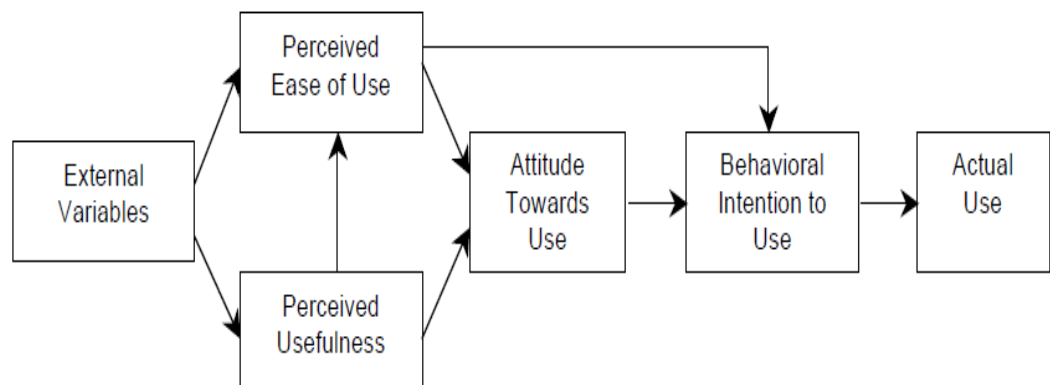 Perceived
Ease of Use
External
Variables
Attitude
Towards
Use
Behavioral
Intention to
Use
Actual
Use
Perceived
Usefulness